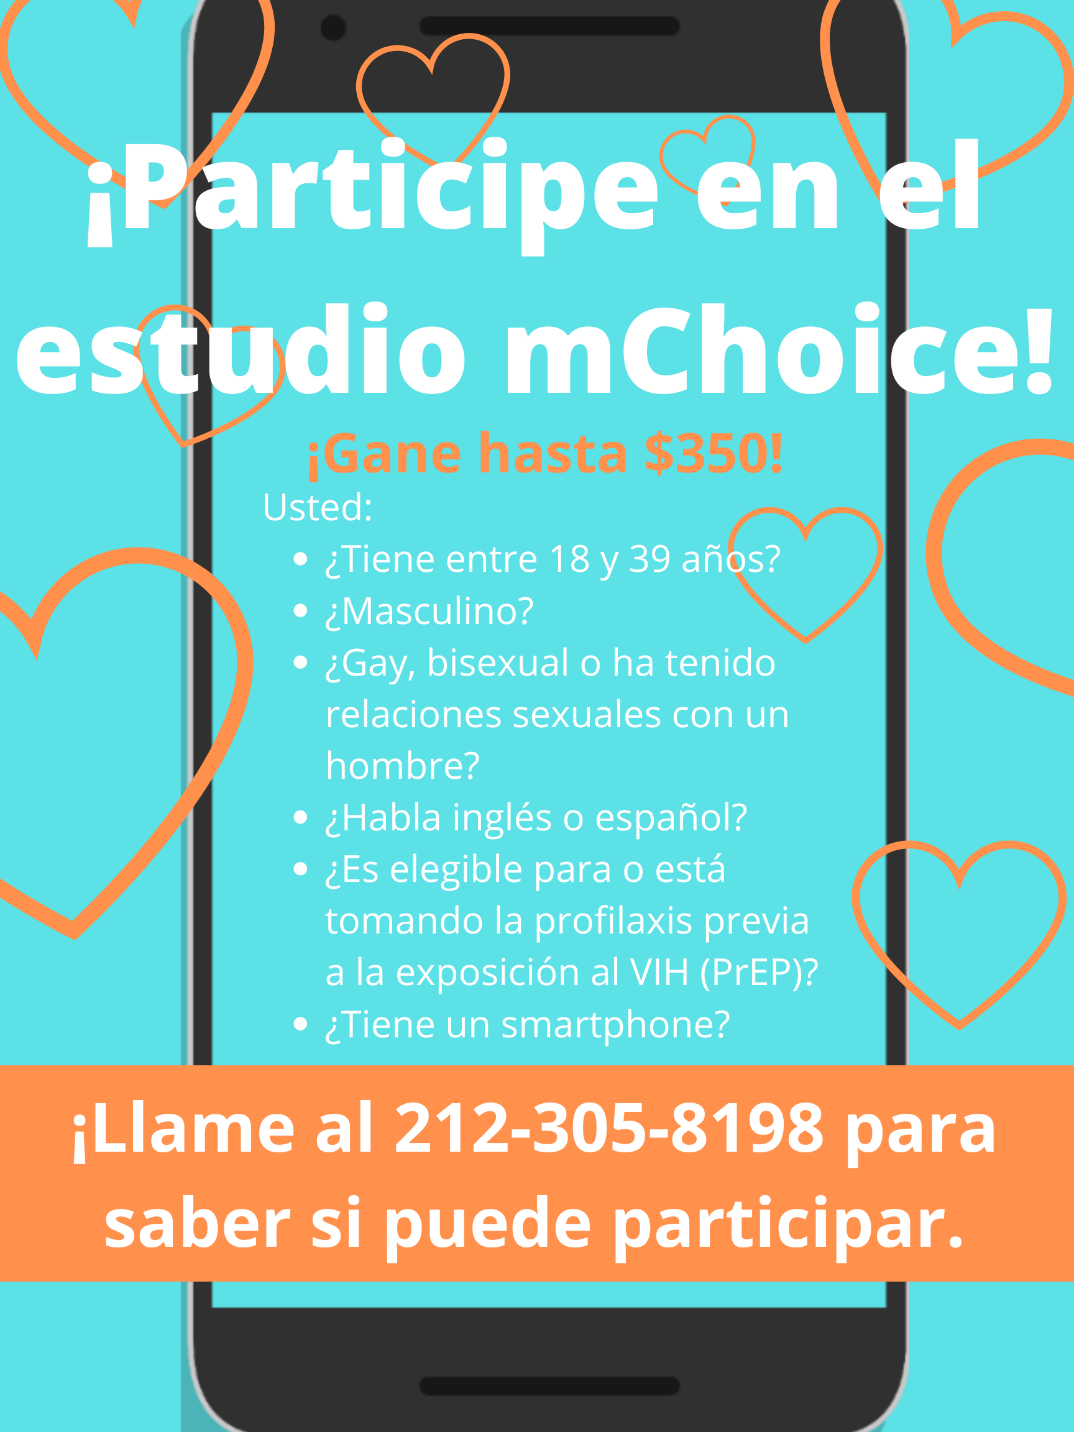 ¡Participe en el
estudio mChoice!
¡Gane hasta $350!
Usted:
• ¿Tiene entre 18 y 39 años?
• ¿Masculino?
• ¿Gay, bisexual o ha tenido
relaciones sexuales con un
hombre?
• ¿Habla inglés o español?
• ¿Es elegible para o está
tomando la profilaxis previa
a la exposición al VIH (PrEP)?
• ¿Tiene un smartphone?
¡Llame al 212-305-8198 para
saber si puede participar.